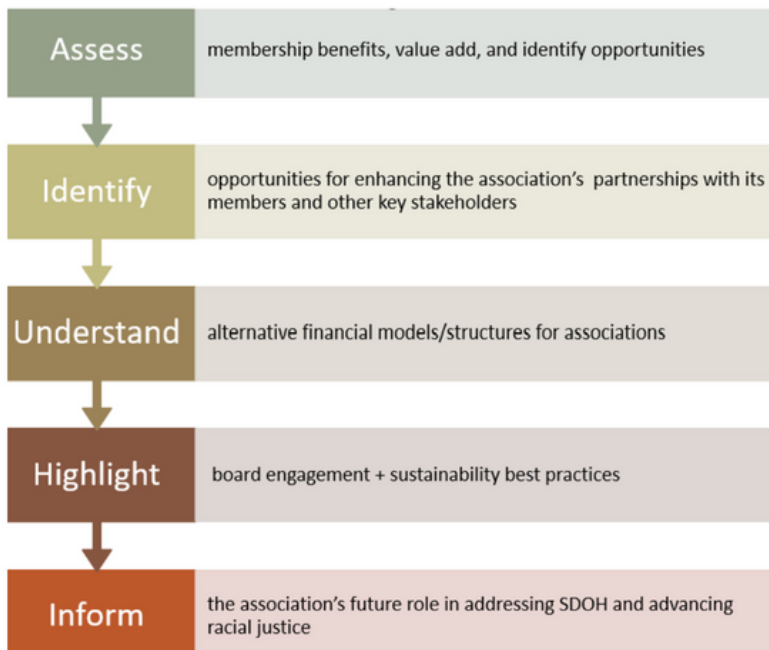 Assess
membership benefits, value add, and identify opportunities
Identify
opportunities for enhancing the association's partnerships with its
members and other key stakeholders
Understand
alternative financial models/structures for associations
Highlight
board engagement + sustainability best practices
Inform
the association's future role in addressing SDOH and advancing
racial justice